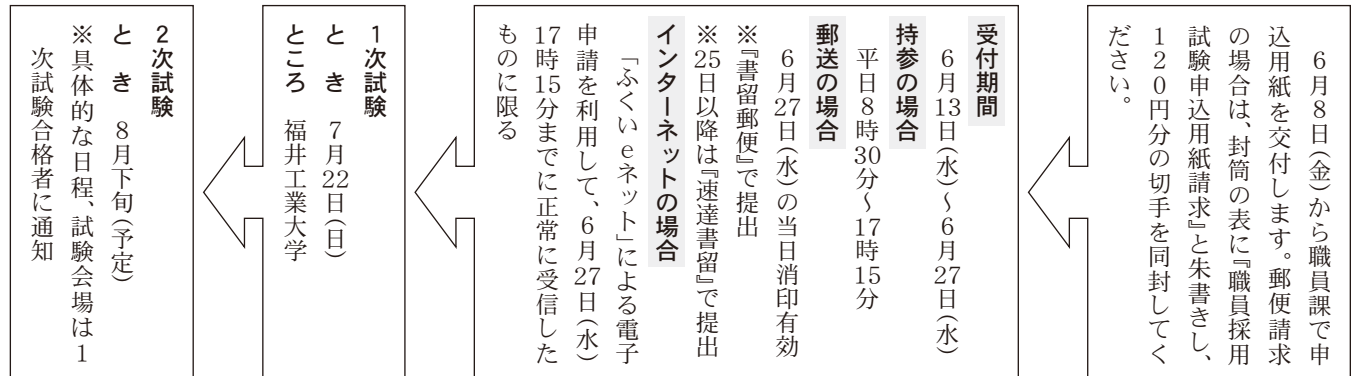 6月8日(金)から職員課で申
込用紙を交付します。郵便請求
の場合は、封筒の表に『職員採用
試験申込用紙請求』と朱書きし、
120円分の切手を同封してく
ださい。
受付期間
6月13日(水)～6月27日(水)
持参の場合
平日8時30分～17時15分
郵送の場合
6月27日(水)の当日消印有効
※『書留郵便』で提出
※25日以降は『速達書留』で提出
インターネットの場合
「ふくいｅネット」による電子
申請を利用して、6月27日(水)
17時15分までに正常に受信した
ものに限る
1次試験
と　き　7月22日(日)
ところ　福井工業大学
2次試験
と　き　8月下旬(予定)
※具体的な日程、試験会場は1
次試験合格者に通知